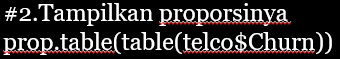 #2.Tampilkan proporsinya
prop.table(table(telco$Churn))